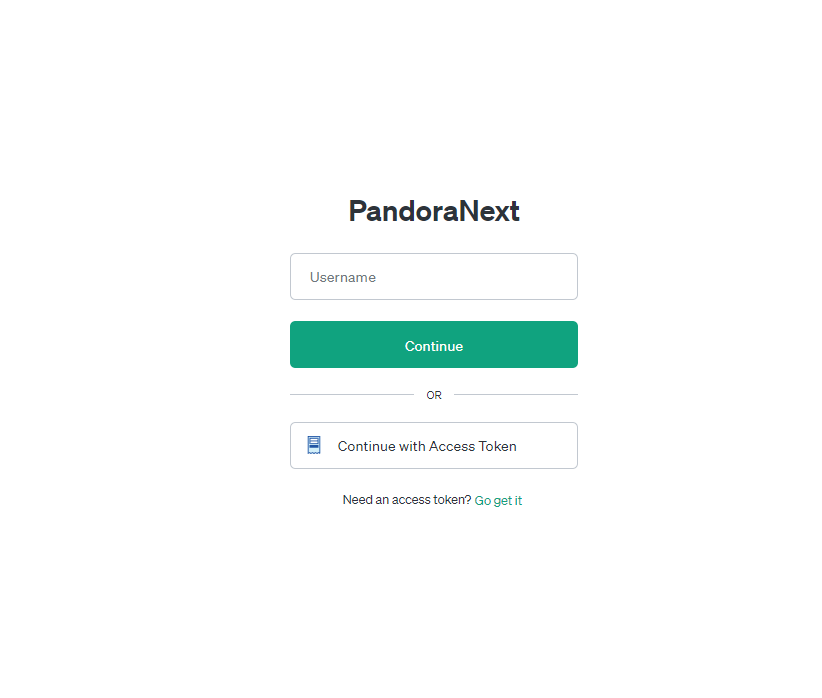 PandoraNext
Username
Continue
OR
Continue with Access Token
Need an access token? Go get it